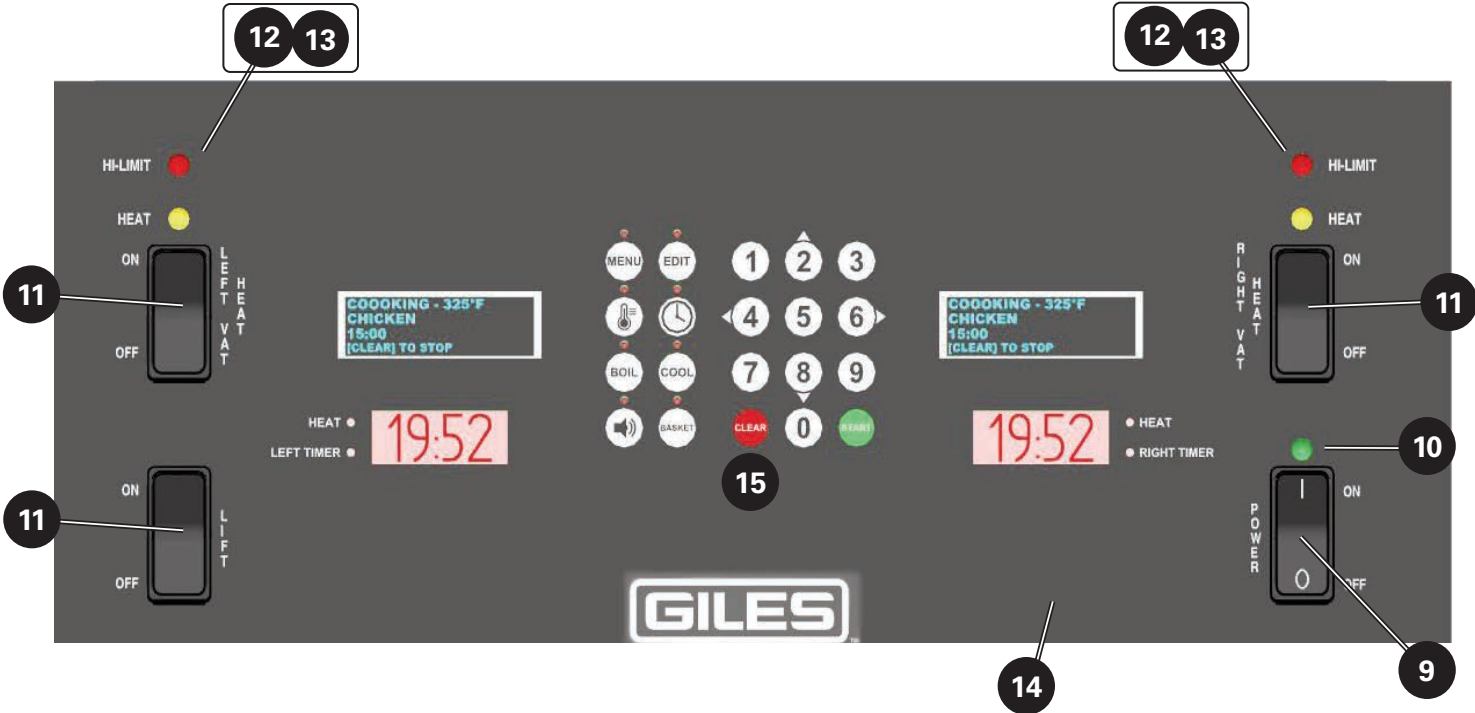 12 13
12 13
HI-LIMIT
HI-LIMIT
HEAT
HEAT
ON
LEFT VAT
HEAT
OFF
11
RIGHT VAT
HEAT
ON
OFF
11
MENU EDIT 1 2 3
4 5 6
BOIL COOL 7 8 9
BASKET CLEAR 0 START
COOOKING - 325°F
CHICKEN
15:00
[CLEAR] TO STOP
COOOKING - 325°F
CHICKEN
15:00
[CLEAR] TO STOP
HEAT
LEFT TIMER
19:52
19:52
HEAT
RIGHT TIMER
15
10
ON
LIFT
OFF
11
POWER
I
O
ON
OFF
GILES
™
14
9